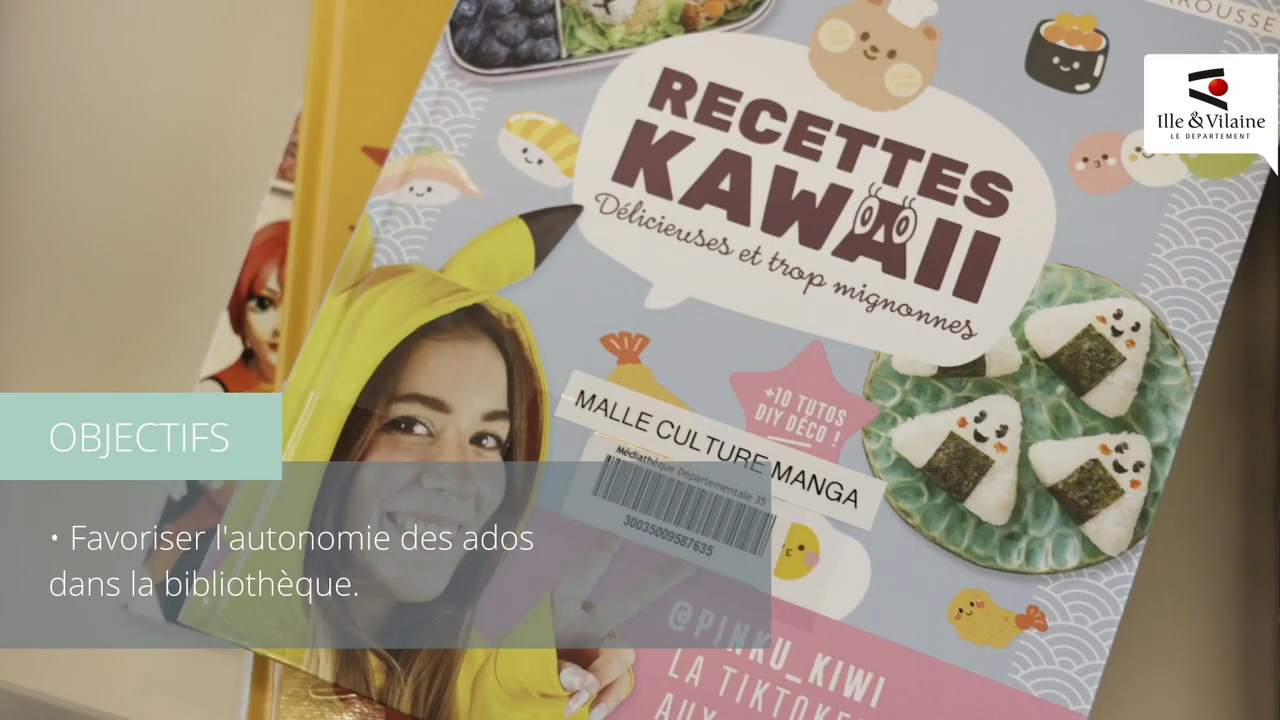 AROUSSE
RECETTES
KAWAII
Délicieuses et trop mignonnes
Ille & Vilaine
LE DEPARTEMENT
+10 TUTOS
DIY DÉCO !
MALLE CULTURE MANGA
Médiathèque Départementale 35
30035009587635
OBJECTIFS
• Favoriser l'autonomie des ados
dans la bibliothèque.
@PINKU_KIWI
LA TIKTOKE
AUX